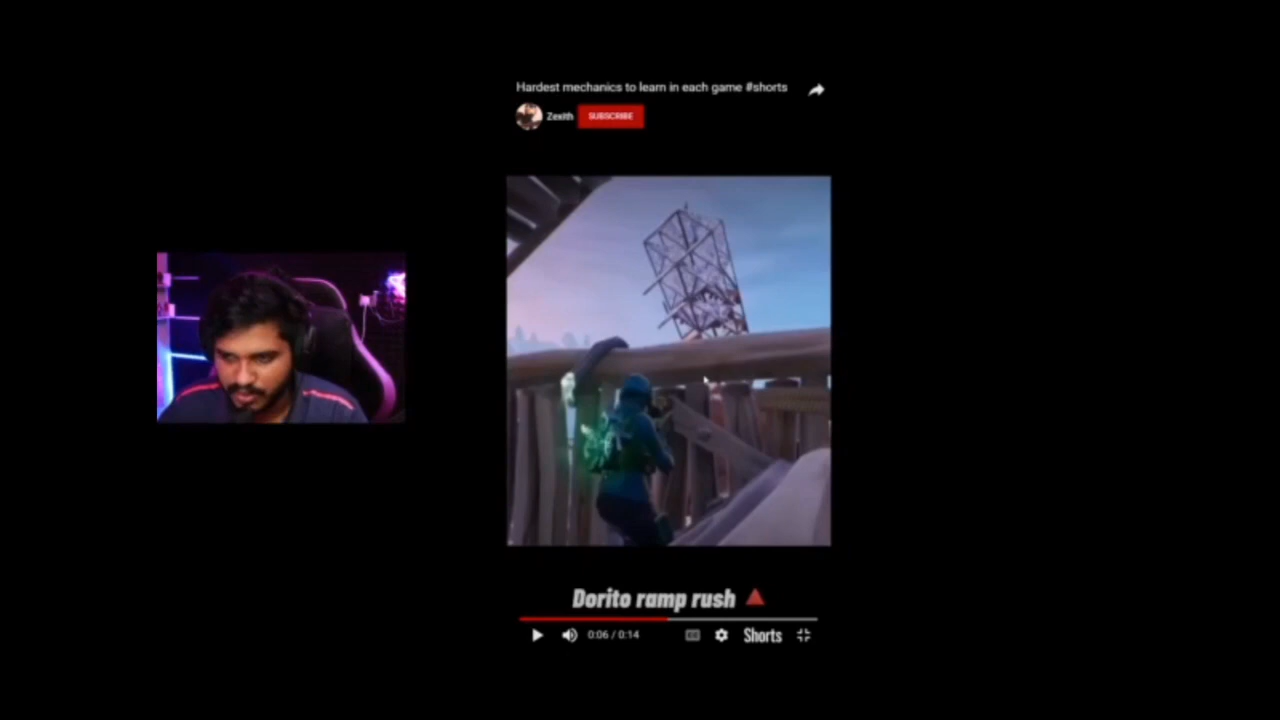 Hardest mechanics to learn in each game #shorts
Zexith
SUBSCRIBE
Dorito ramp rush
0:06 / 0:14
Shorts